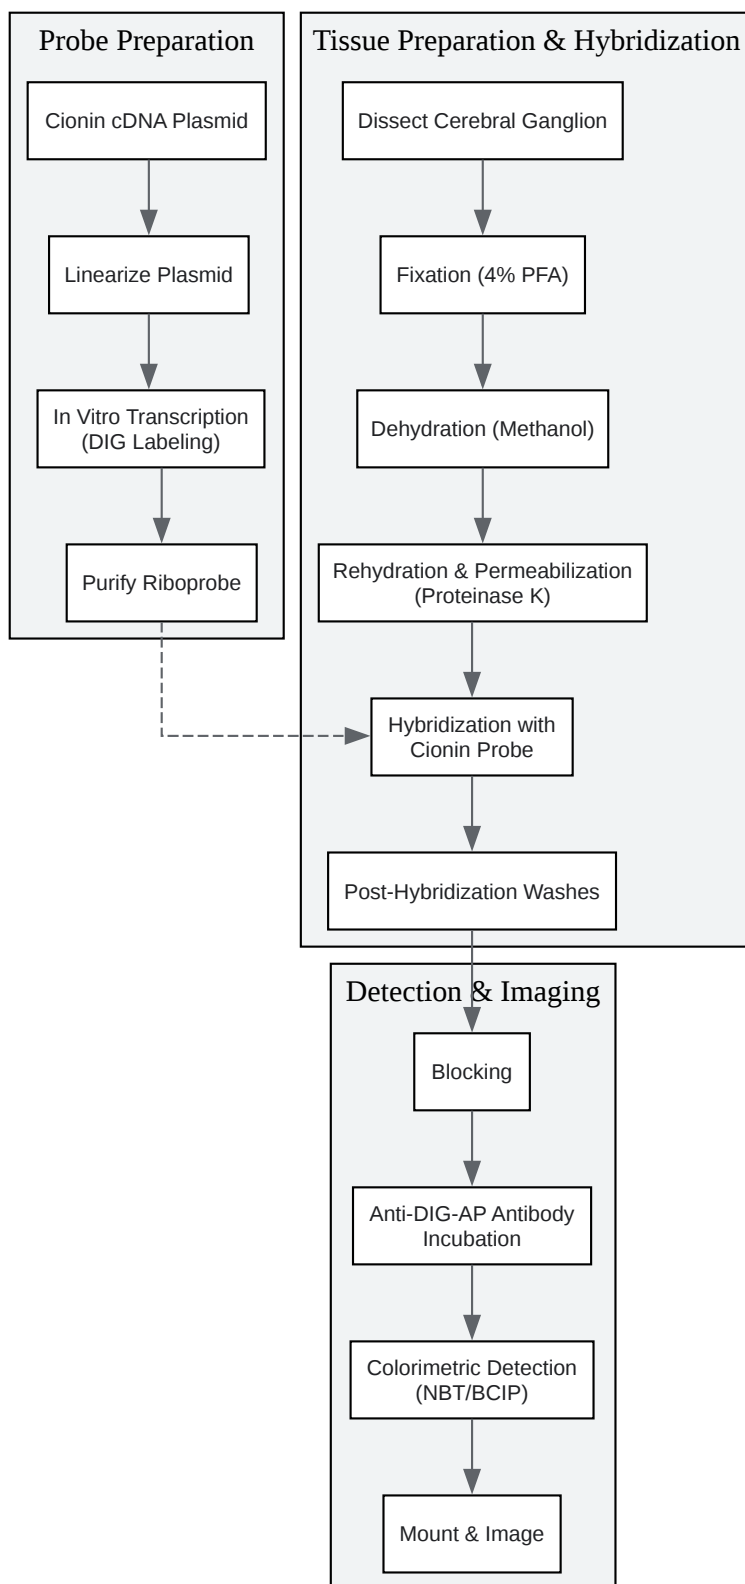 Probe Preparation
Cionin cDNA Plasmid
Linearize Plasmid
In Vitro Transcription
(DIG Labeling)
Purify Riboprobe
Tissue Preparation & Hybridization
Dissect Cerebral Ganglion
Fixation (4% PFA)
Dehydration (Methanol)
Rehydration & Permeabilization
(Proteinase K)
Hybridization with
Cionin Probe
Post-Hybridization Washes
Detection & Imaging
Blocking
Anti-DIG-AP Antibody
Incubation
Colorimetric Detection
(NBT/BCIP)
Mount & Image